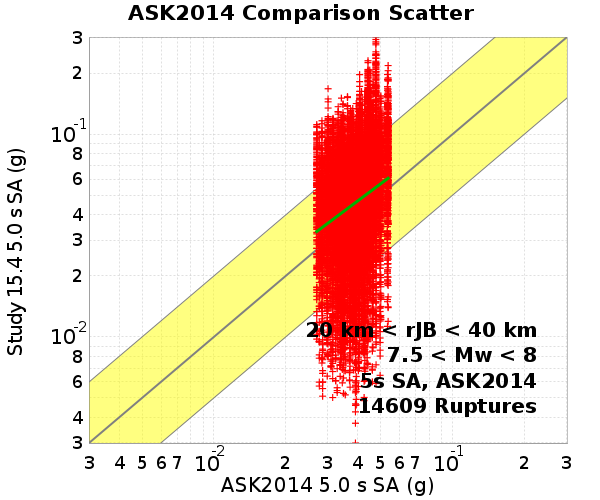 ASK2014 Comparison Scatter
3
2
10-1
8
6
4
3
2
10-2
8
6
4
3
Study 15.4 5.0 s SA (g)
20 km < rJB < 40 km
7.5 < Mw < 8
5s SA, ASK2014
14609 Ruptures
3 4 5 6 7 10-2 2 3 4 5 6 7 10-1 2 3
ASK2014 5.0 s SA (g)